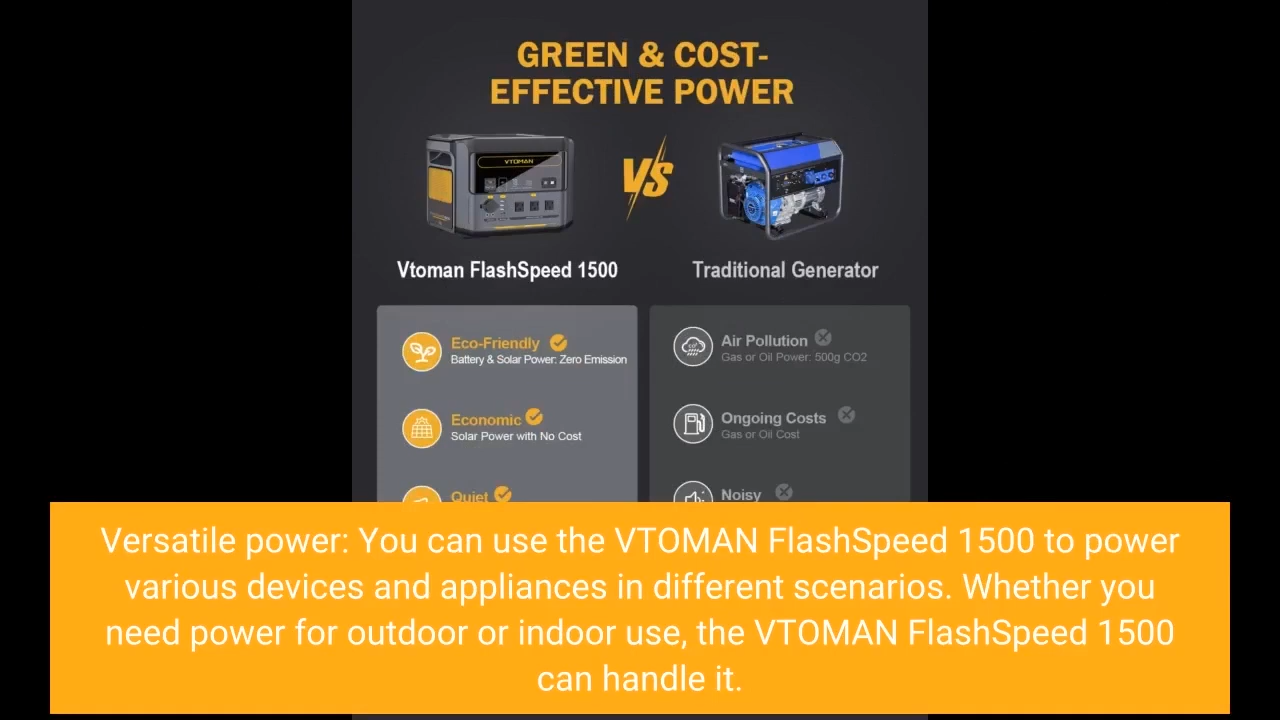 GREEN & COST-
EFFECTIVE POWER
VTOMAN
VS
Vtoman FlashSpeed 1500
Traditional Generator
Eco-Friendly
Battery & Solar Power: Zero Emission
Economic
Solar Power with No Cost
Quiet
Air Pollution
Gas or Oil Power: 500g CO2
Ongoing Costs
Gas or Oil Cost
Noisy
Versatile power: You can use the VTOMAN FlashSpeed 1500 to power
various devices and appliances in different scenarios. Whether you
need power for outdoor or indoor use, the VTOMAN FlashSpeed 1500
can handle it.